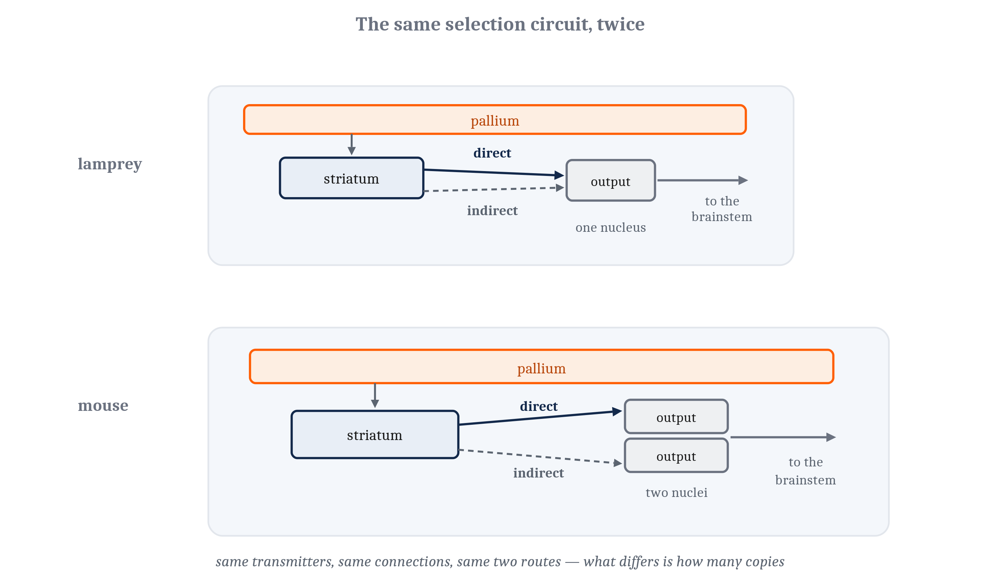 The same selection circuit, twice
lamprey
pallium
direct
striatum
output
indirect
to the
brainstem
one nucleus
mouse
pallium
direct
output
striatum
output
indirect
to the
brainstem
two nuclei
same transmitters, same connections, same two routes — what differs is how many copies